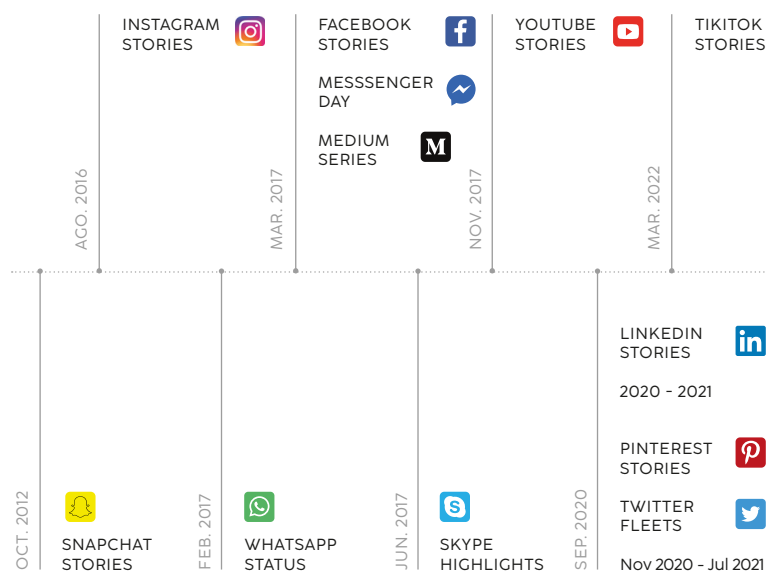 INSTAGRAM
STORIES
FACEBOOK
STORIES
MESSSENGER
DAY
MEDIUM
SERIES
YOUTUBE
STORIES
TIKITOK
STORIES
AGO. 2016
MAR. 2017
NOV. 2017
MAR. 2022
OCT. 2012
SNAPCHAT
STORIES
FEB. 2017
WHATSAPP
STATUS
JUN. 2017
SKYPE
HIGHLIGHTS
SEP. 2020
LINKEDIN
STORIES
2020 - 2021
PINTEREST
STORIES
TWITTER
FLEETS
Nov 2020 - Jul 2021